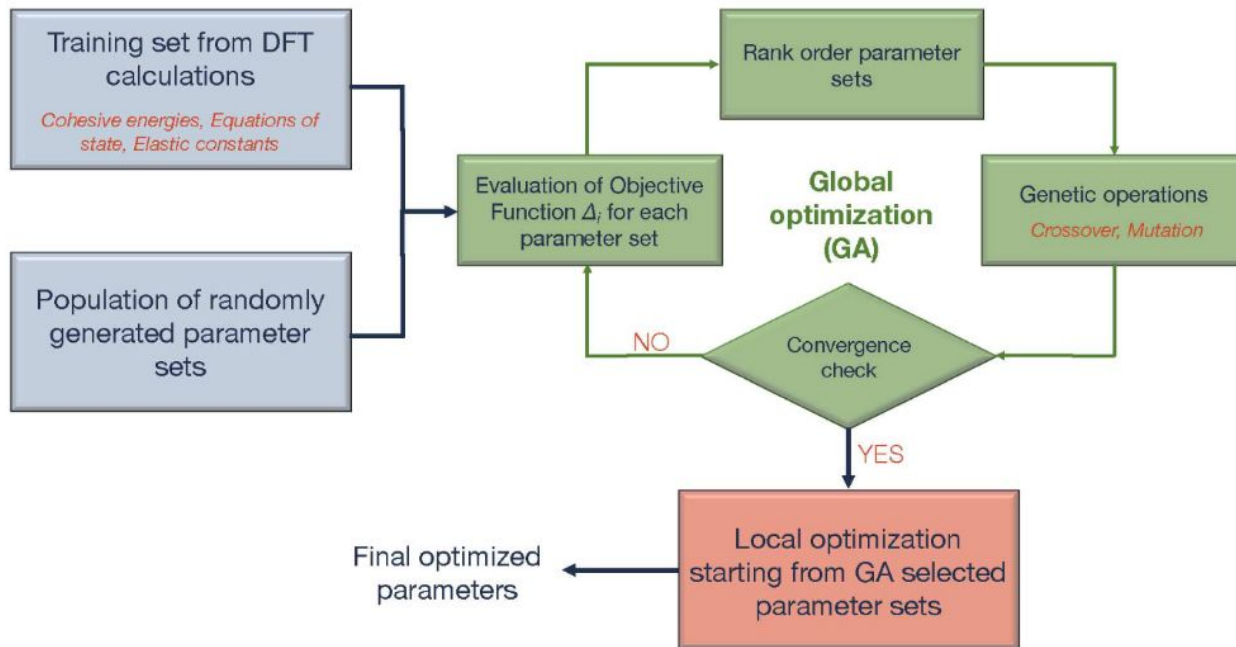 Training set from DFT
calculations
Cohesive energies, Equations of
state, Elastic constants
Population of randomly
generated parameter
sets
Evaluation of Objective
Function Δi for each
parameter set
Rank order parameter
sets
Global
optimization
(GA)
Genetic operations
Crossover, Mutation
NO
Convergence
check
YES
Local optimization
starting from GA selected
parameter sets
Final optimized
parameters